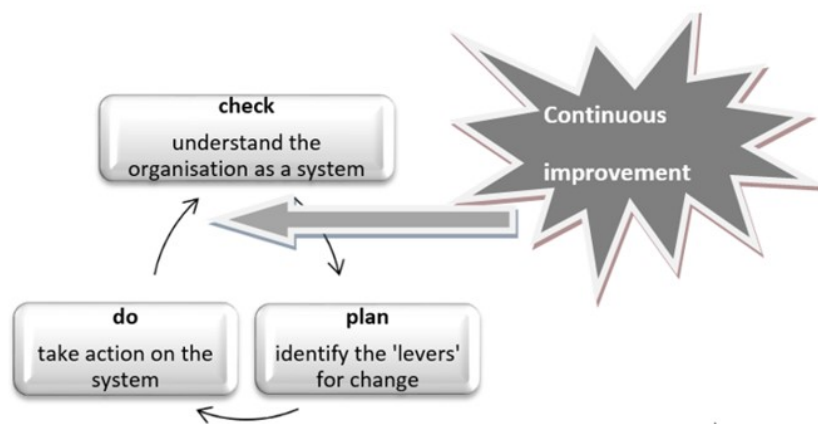 check
understand the
organisation as a system
Continuous
improvement
do
take action on the
system
plan
identify the 'levers'
for change